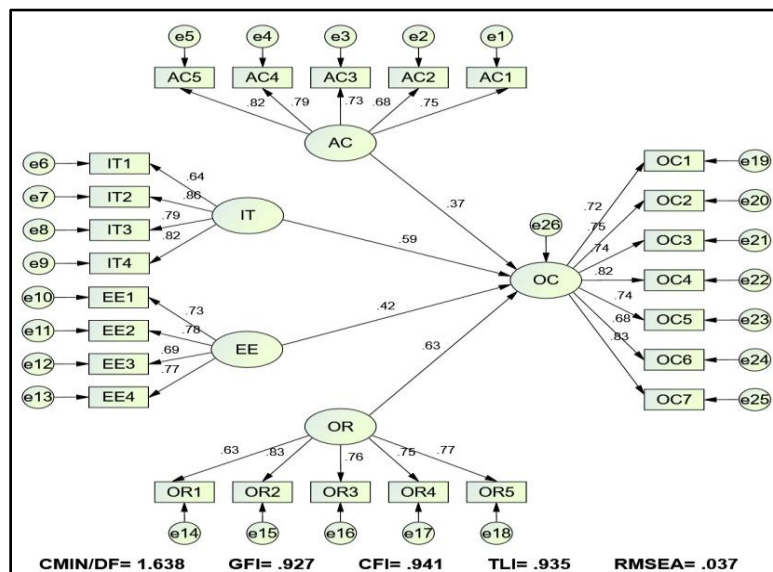 e5 e4 e3 e2 e1
AC5 AC4 AC3 AC2 AC1
.82 .79 .73 .68 .75
AC
e6 IT1
e7 IT2
e8 IT3
e9 IT4
.64
.86
.79
.82
IT
e10 EE1
e11 EE2
e12 EE3
e13 EE4
.73
.78
.69
.77
EE
.37
.59
.42
.63
e26
OC
.72
.75
.74
.82
.74
.68
.83
OC1 e19
OC2 e20
OC3 e21
OC4 e22
OC5 e23
OC6 e24
OC7 e25
OR
.63 .83 .76 .75 .77
OR1 OR2 OR3 OR4 OR5
e14 e15 e16 e17 e18
CMIN/DF= 1.638 GFI= .927 CFI= .941 TLI= .935 RMSEA= .037